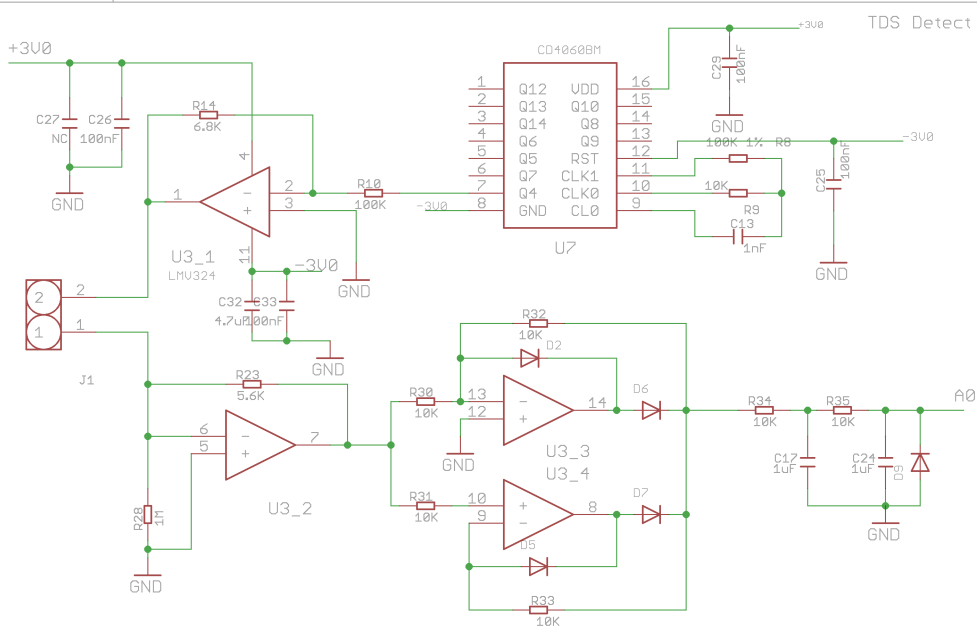 TDS Detect
+3V0
+3V0
CD4060BM
C29
100nF
R14
6.8K
C27
NC
C26
100nF
1
Q12
VDD
16
2
Q13
Q10
15
3
Q14
Q8
14
4
Q6
Q9
13
5
Q5
RST
12
6
Q7
CLK1
11
7
Q4
CLK0
10
8
GND
CL0
9
GND
-3V0
100K 1% R8
C25
100nF
10K
R9
C13
1nF
4
1
2
3
R10
100K
-3V0
GND
U3_1
LMV324
11
U7
GND
-3V0
GND
C32
4.7uF
C33
100nF
2
2
1
1
GND
J1
R32
10K
D2
R23
5.6K
R30
10K
13
12
14
D6
R34
10K
R35
10K
A0
6
5
7
GND
U3_3
U3_4
C17
1uF
C24
1uF
D9
R28
1M
U3_2
R31
10K
10
9
8
D7
D5
GND
GND
R33
10K